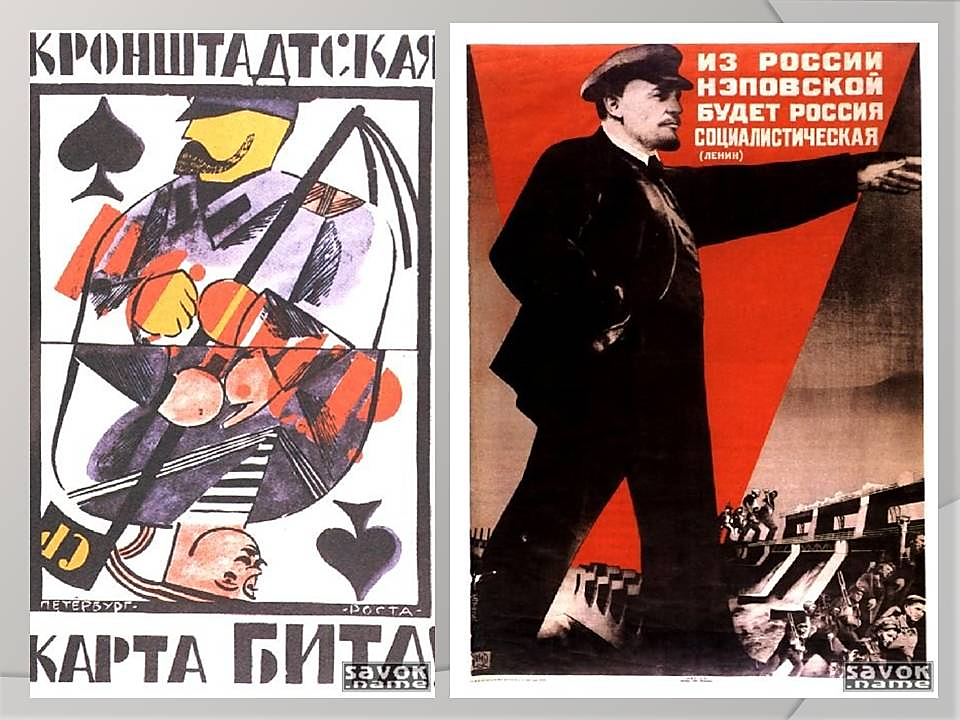 КРОНШТАДТСКАЯ
ПЕТЕРБУРГ-
-РОСТА-
КАРТА БИТА!
ИЗ РОССИИ
НЭПОВСКОЙ
БУДЕТ РОССИЯ
СОЦИАЛИСТИЧЕСКАЯ
(ЛЕНИН)
savok
.name
savok
.name